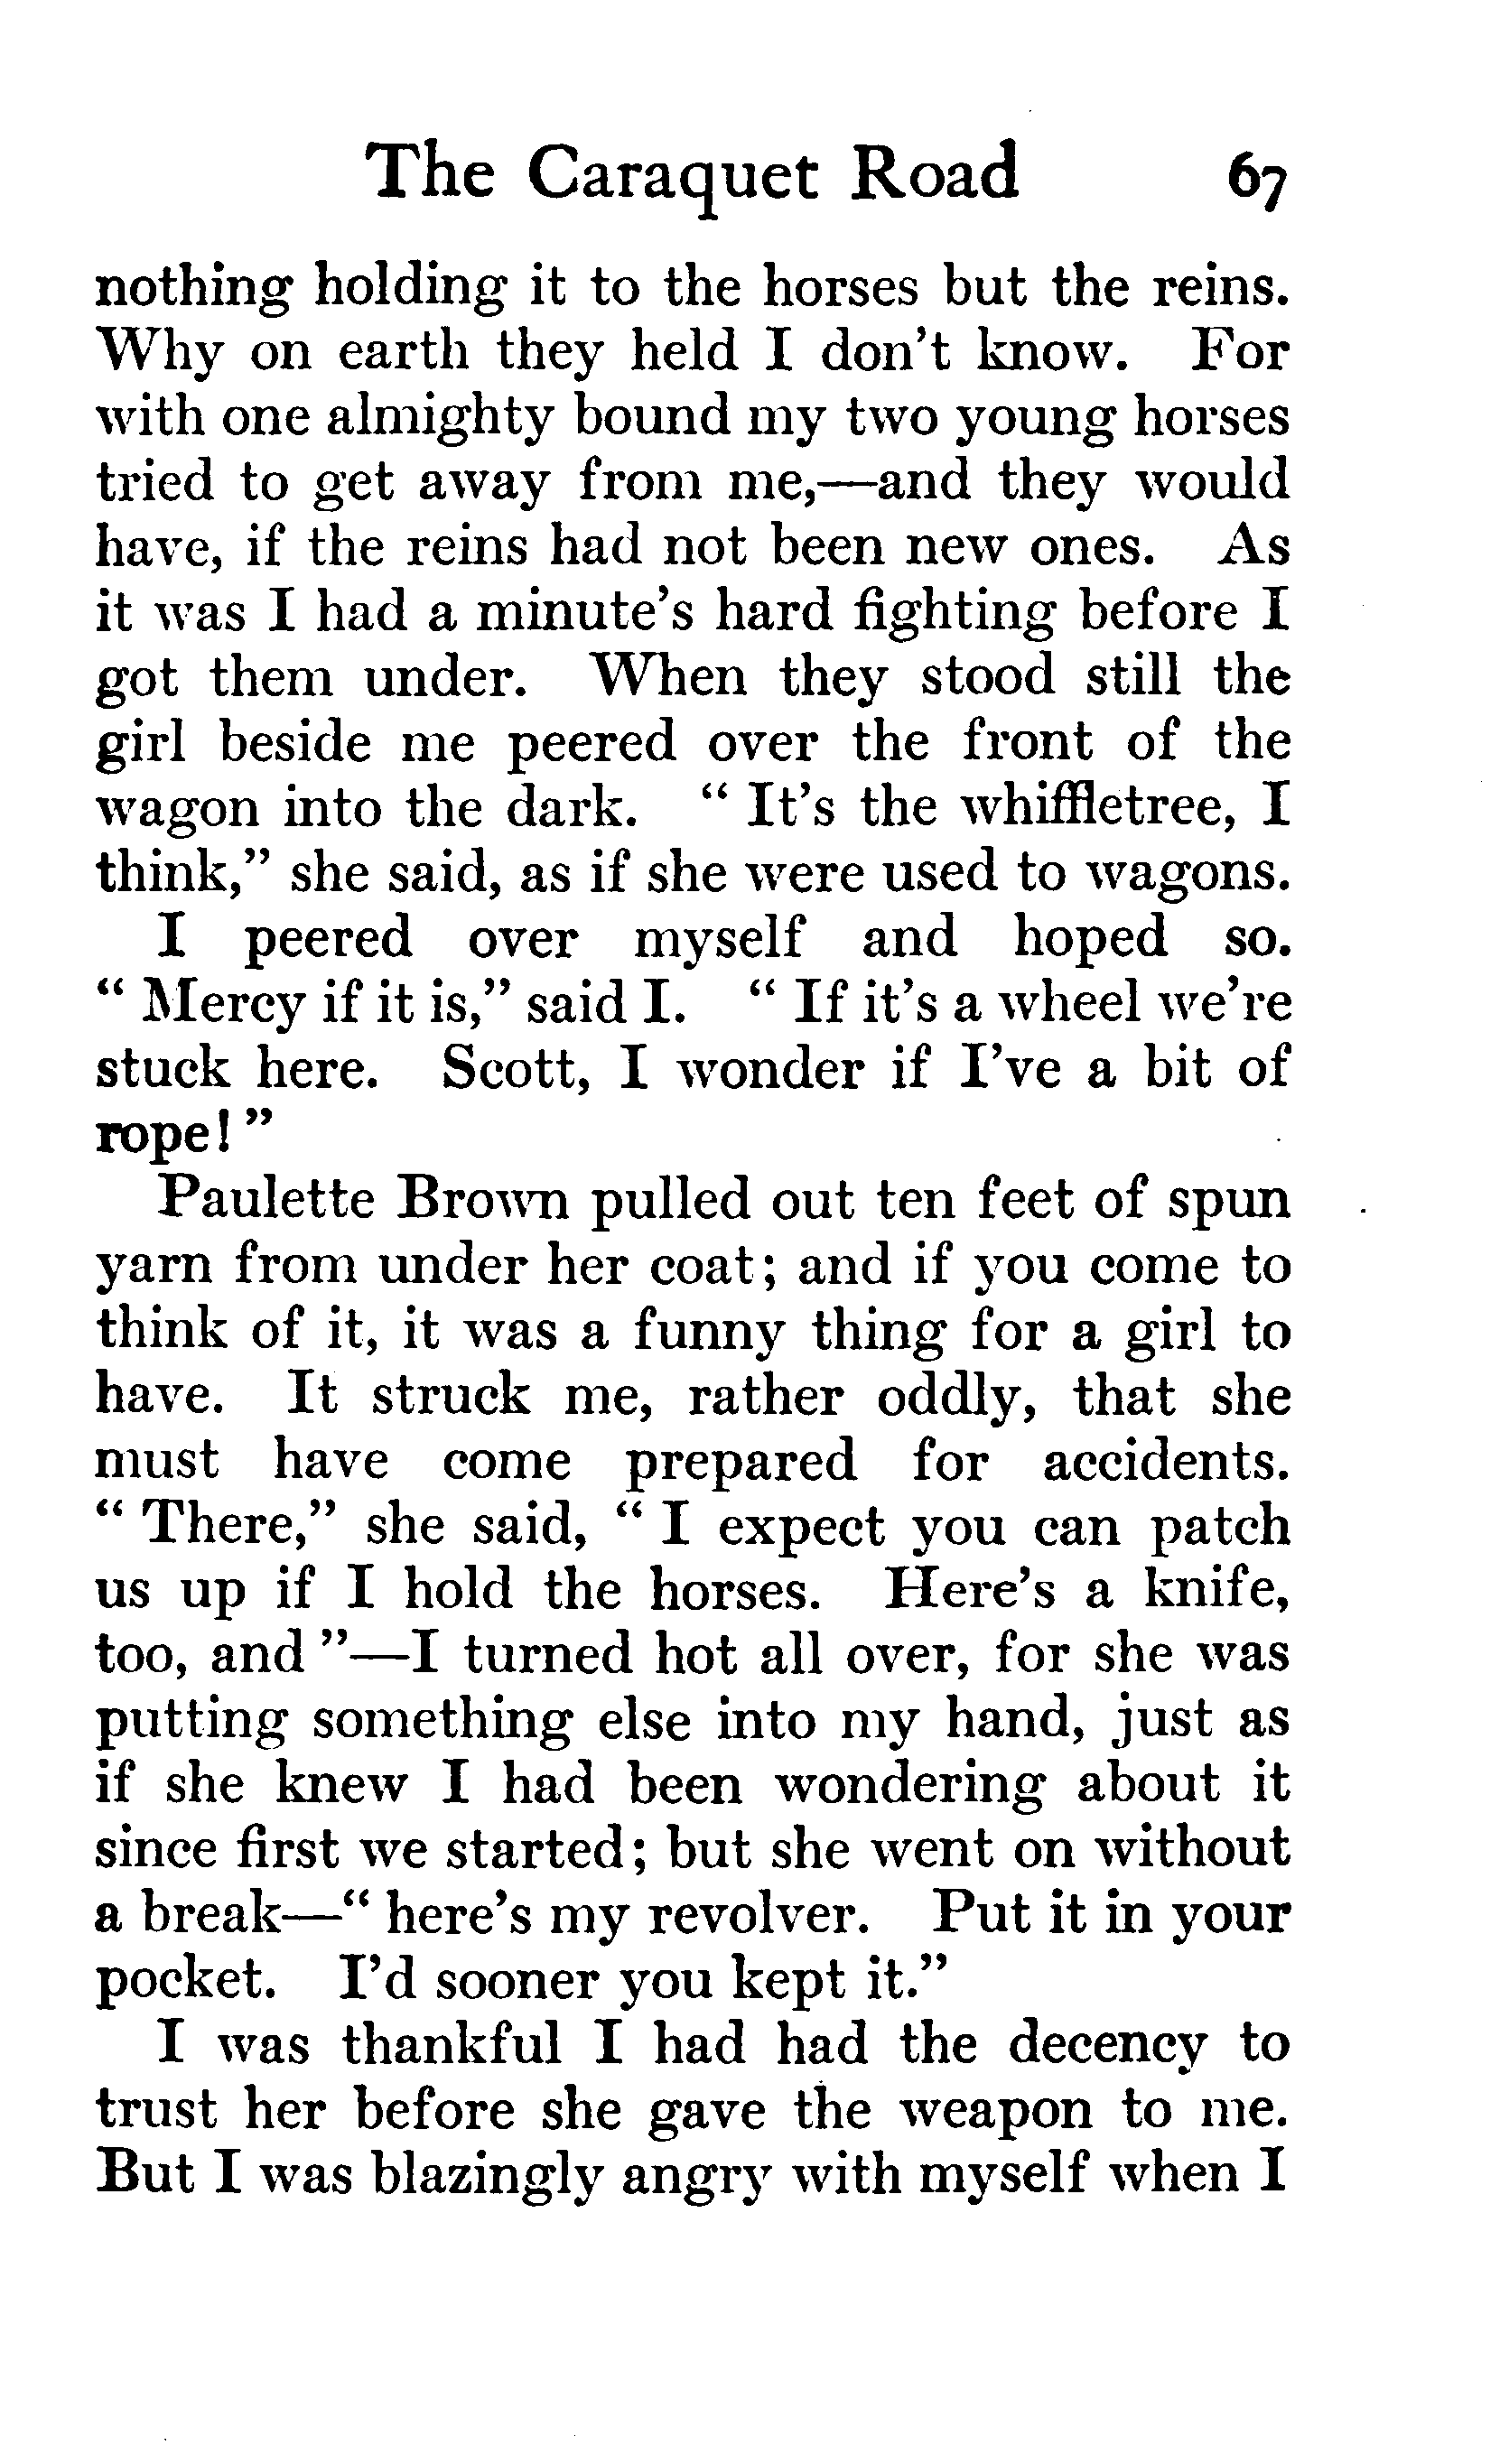 The Caraquet Road 67
nothing holding it to the horses but the reins.
Why on earth they held I don't know. For
with one almighty bound my two young horses
tried to get away from me,—and they would
have, if the reins had not been new ones. As
it was I had a minute's hard fighting before I
got them under. When they stood still the
girl beside me peered over the front of the
wagon into the dark. " It's the whiffletree, I
think," she said, as if she were used to wagons.
I peered over myself and hoped so.
" Mercy if it is," said I. " If it's a wheel we're
stuck here. Scott, I wonder if I've a bit of
rope! "
Paulette Brown pulled out ten feet of spun
yarn from under her coat; and if you come to
think of it, it was a funny thing for a girl to
have. It struck me, rather oddly, that she
must have come prepared for accidents.
" There," she said, " I expect you can patch
us up if I hold the horses. Here's a knife,
too, and "—I turned hot all over, for she was
putting something else into my hand, just as
if she knew I had been wondering about it
since first we started; but she went on without
a break—" here's my revolver. Put it in your
pocket. I'd sooner you kept it."
I was thankful I had had the decency to
trust her before she gave the weapon to me.
But I was blazingly angry with myself when I